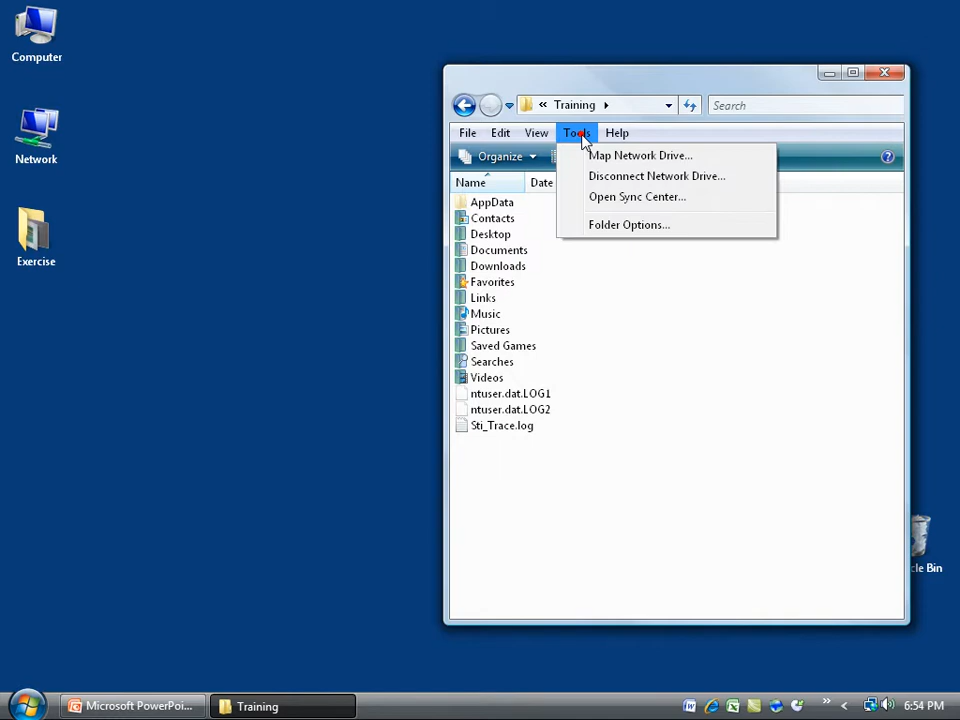 Computer
Network
Exercise
« Training
Search
File Edit View Tools Help
Organize
Map Network Drive...
Disconnect Network Drive...
Open Sync Center...
Folder Options...
Name Date
AppData
Contacts
Desktop
Documents
Downloads
Favorites
Links
Music
Pictures
Saved Games
Searches
Videos
ntuser.dat.LOG1
ntuser.dat.LOG2
Sti_Trace.log
cle Bin
Microsoft PowerPoi...
Training
» 6:54 PM